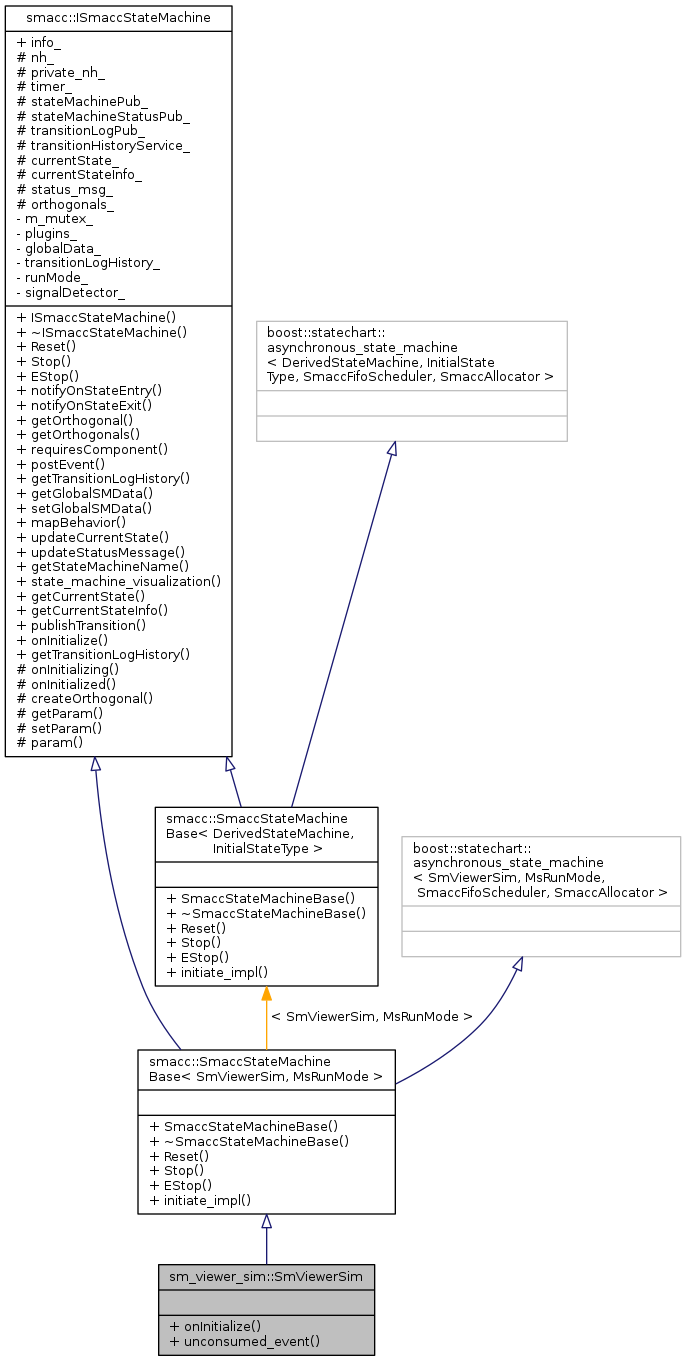 smacc::ISmaccStateMachine
+ info_
# nh_
# private_nh_
# timer_
# stateMachinePub_
# stateMachineStatusPub_
# transitionLogPub_
# transitionHistoryService_
# currentState_
# currentStateInfo_
# status_msg_
# orthogonals_
- m_mutex_
- plugins_
- globalData_
- transitionLogHistory_
- runMode_
- signalDetector_
+ ISmaccStateMachine()
+ ~ISmaccStateMachine()
+ Reset()
+ Stop()
+ EStop()
+ notifyOnStateEntry()
+ notifyOnStateExit()
+ getOrthogonal()
+ getOrthogonals()
+ requiresComponent()
+ postEvent()
+ getTransitionLogHistory()
+ getGlobalSMData()
+ setGlobalSMData()
+ mapBehavior()
+ updateCurrentState()
+ updateStatusMessage()
+ getStateMachineName()
+ state_machine_visualization()
+ getCurrentState()
+ getCurrentStateInfo()
+ publishTransition()
+ onInitialize()
+ getTransitionLogHistory()
# onInitializing()
# onInitialized()
# createOrthogonal()
# getParam()
# setParam()
# param()
boost::statechart::
asynchronous_state_machine
< DerivedStateMachine, InitialState
Type, SmaccFifoScheduler, SmaccAllocator >
smacc::SmaccStateMachine
Base< DerivedStateMachine,
InitialStateType >
+ SmaccStateMachineBase()
+ ~SmaccStateMachineBase()
+ Reset()
+ Stop()
+ EStop()
+ initiate_impl()
boost::statechart::
asynchronous_state_machine
< SmViewerSim, MsRunMode,
SmaccFifoScheduler, SmaccAllocator >
< SmViewerSim, MsRunMode >
smacc::SmaccStateMachine
Base< SmViewerSim, MsRunMode >
+ SmaccStateMachineBase()
+ ~SmaccStateMachineBase()
+ Reset()
+ Stop()
+ EStop()
+ initiate_impl()
sm_viewer_sim::SmViewerSim
+ onInitialize()
+ unconsumed_event()